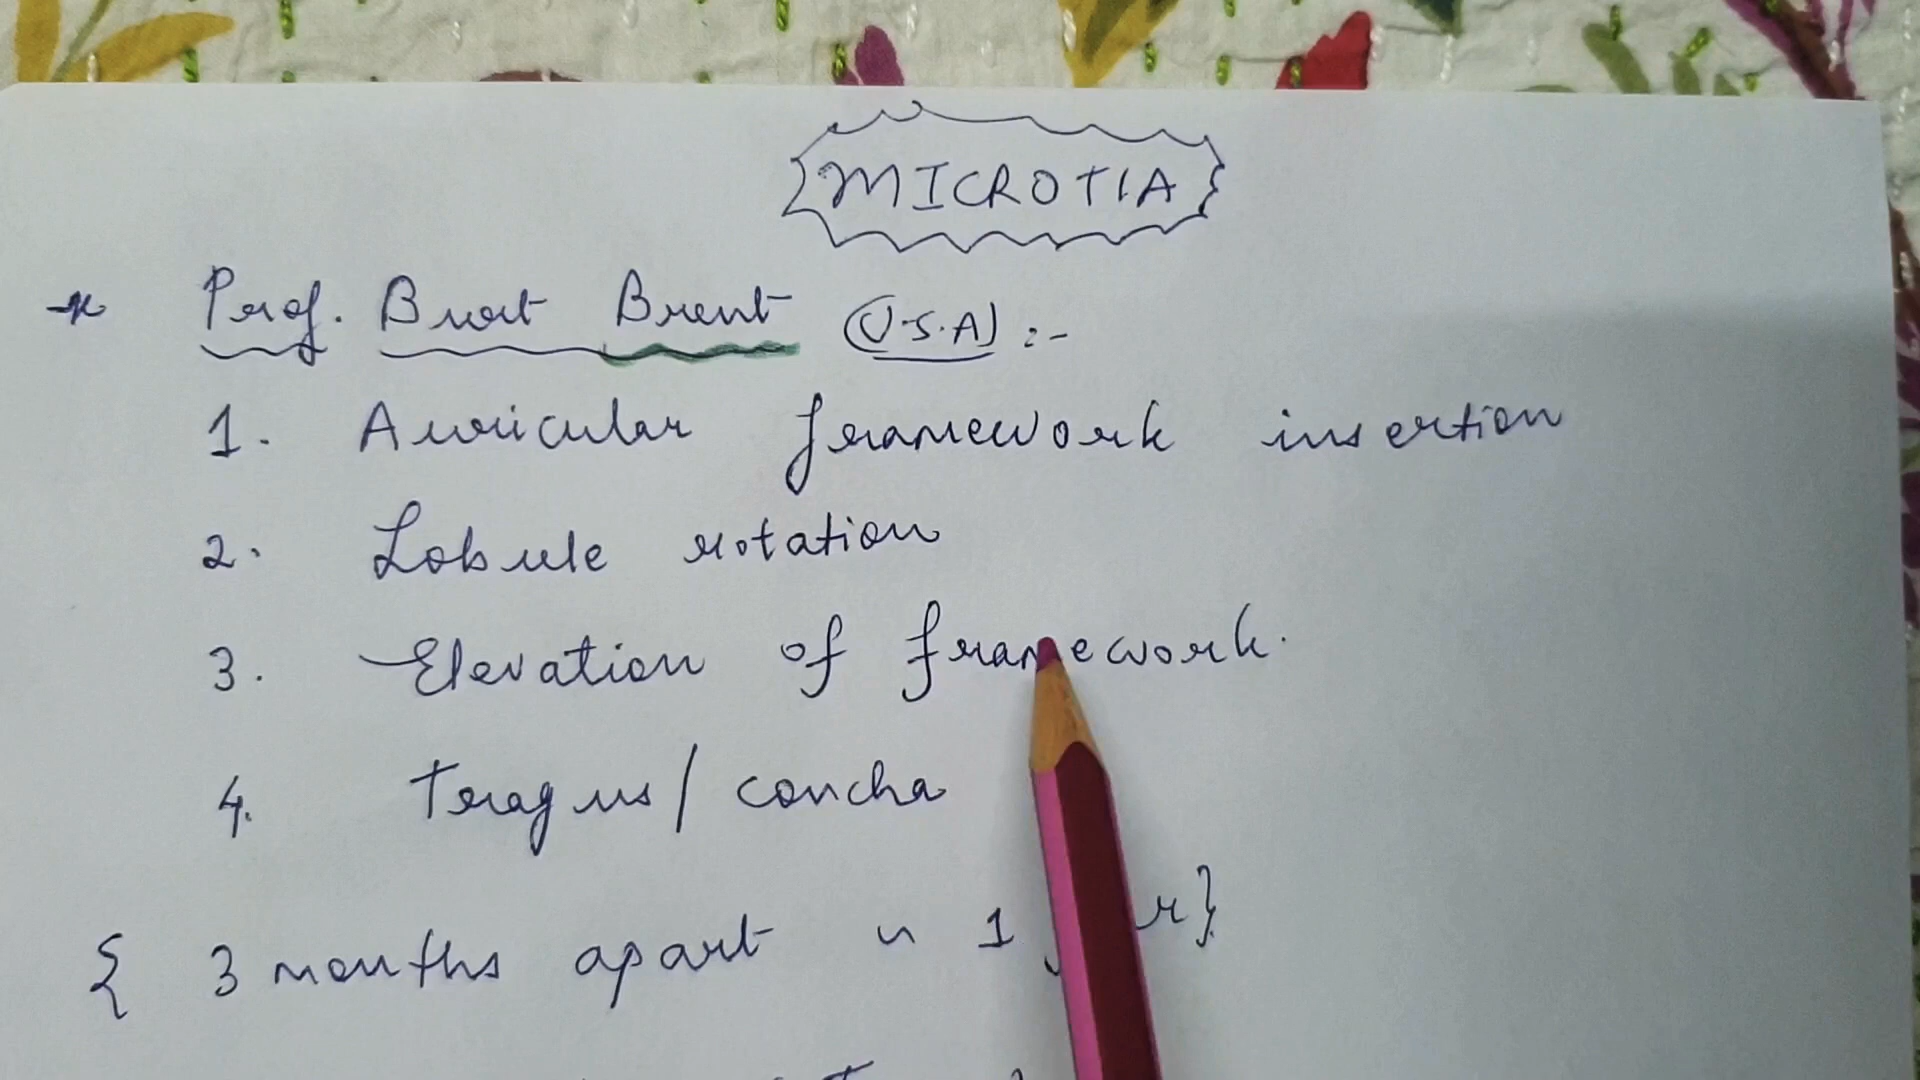 MICROTIA
* Prof. Burt Brent (U.S.A) :-
1. Auricular framework insertion
2. Lobule rotation
3. Elevation of framework.
4. Tragus/concha
{ 3 months apart 1 }